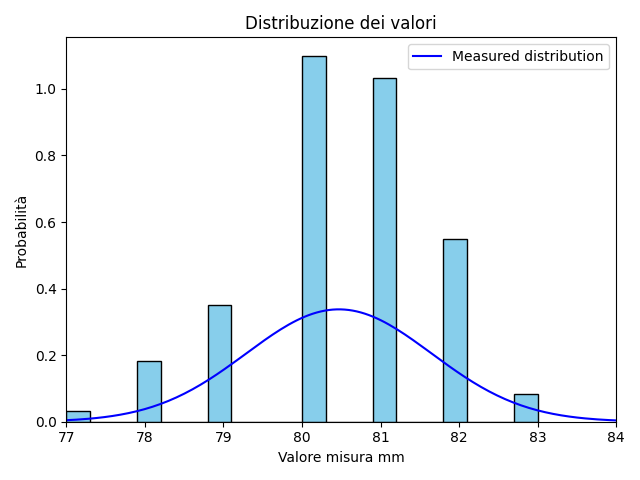 Distribuzione dei valori
Measured distribution
Probabilità
1.0
0.8
0.6
0.4
0.2
0.0
77 78 79 80 81 82 83 84
Valore misura mm